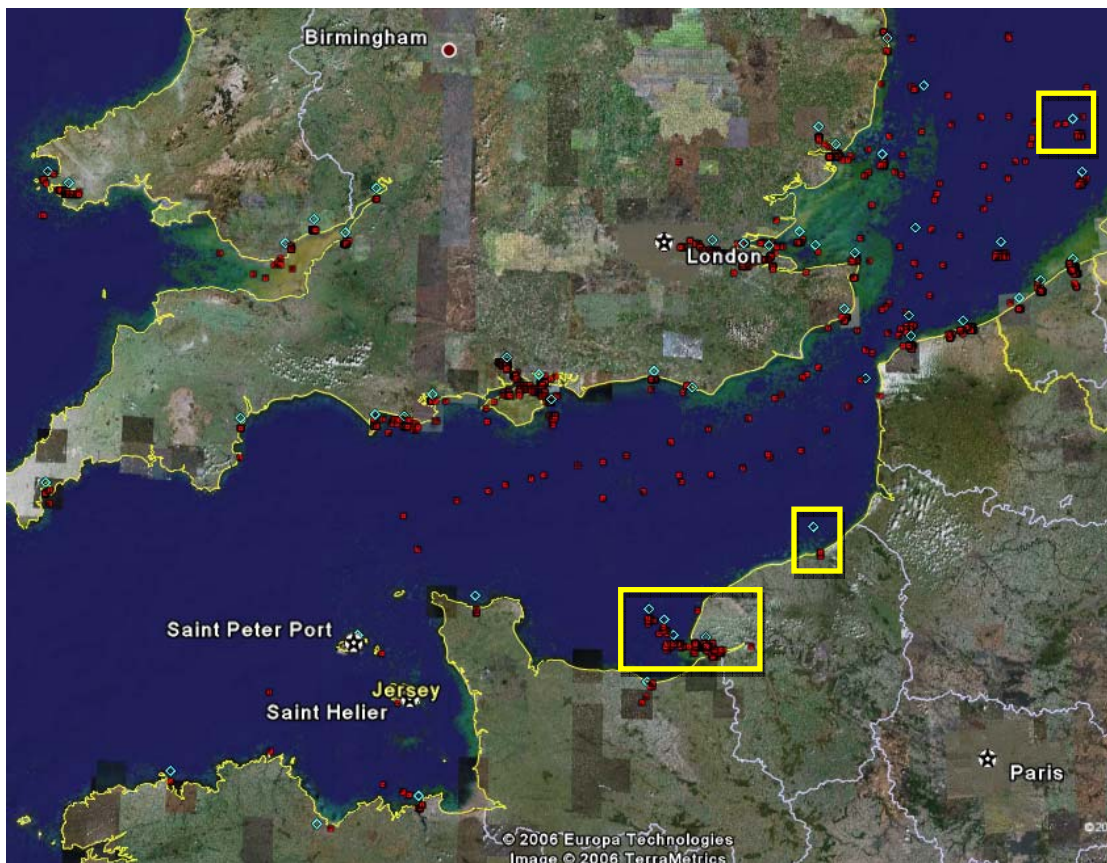 Birmingham
London
Saint Peter Port
Jersey
Saint Helier
Paris
© 2006 Europa Technologies
Image © 2006 TerraMetrics